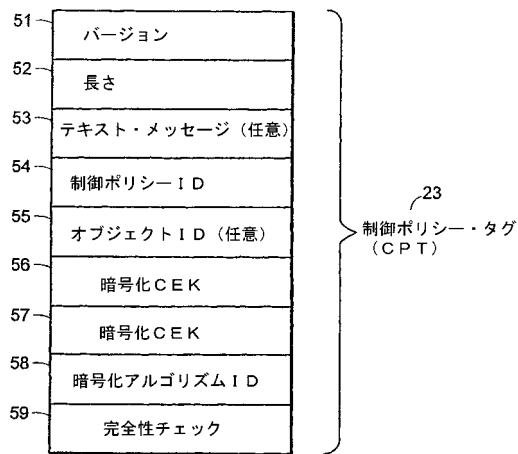 51
バージョン
52
長さ
53
テキスト・メッセージ（任意）
54
制御ポリシーＩＤ
55
オブジェクトＩＤ（任意）
56
暗号化ＣＥＫ
57
暗号化ＣＥＫ
58
暗号化アルゴリズムＩＤ
59
完全性チェック
23
制御ポリシー・タグ
（ＣＰＴ）